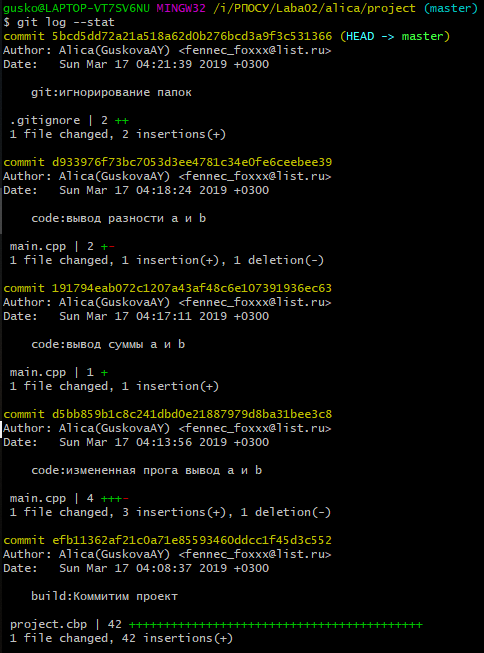 gusko@LAPTOP-VT7SV6NU MINGW32 /i/РПОСУ/Laba02/alica/project (master)
$ git log --stat
commit 5bcd5dd72a21a518a62d0b276bcd3a9f3c531366 (HEAD -> master)
Author: Alica(GuskovaAY) <fennec_foxxx@list.ru>
Date:   Sun Mar 17 04:21:39 2019 +0300
git:игнорирование папок
.gitignore | 2 ++
1 file changed, 2 insertions(+)
commit d933976f73bc7053d3ee4781c34e0fe6ceebee39
Author: Alica(GuskovaAY) <fennec_foxxx@list.ru>
Date:   Sun Mar 17 04:18:24 2019 +0300
code:вывод разности a и b
main.cpp | 2 +-
1 file changed, 1 insertion(+), 1 deletion(-)
commit 191794eab072c1207a43af48c6e107391936ec63
Author: Alica(GuskovaAY) <fennec_foxxx@list.ru>
Date:   Sun Mar 17 04:17:11 2019 +0300
code:вывод суммы a и b
main.cpp | 1 +
1 file changed, 1 insertion(+)
commit d5bb859b1c8c241dbd0e21887979d8ba31bee3c8
Author: Alica(GuskovaAY) <fennec_foxxx@list.ru>
Date:   Sun Mar 17 04:13:56 2019 +0300
code:измененная прога вывод a и b
main.cpp | 4 +++-
1 file changed, 3 insertions(+), 1 deletion(-)
commit efb11362af21c0a71e85593460ddcc1f45d3c552
Author: Alica(GuskovaAY) <fennec_foxxx@list.ru>
Date:   Sun Mar 17 04:08:37 2019 +0300
build:Коммитим проект
project.cbp | 42 ++++++++++++++++++++++++++++++++++++++++++
1 file changed, 42 insertions(+)